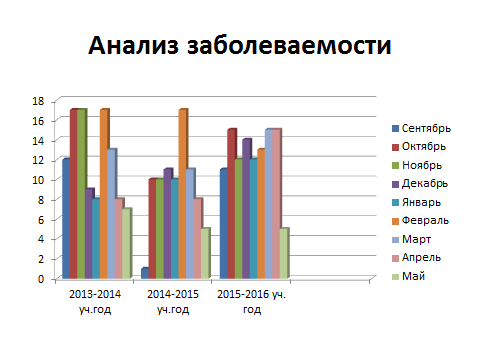 Анализ заболеваемости
18
16
14
12
10
8
6
4
2
0
2013-2014
уч.год
2014-2015
уч.год
2015-2016 уч.
год
Сентябрь
Октябрь
Ноябрь
Декабрь
Январь
Февраль
Март
Апрель
Май